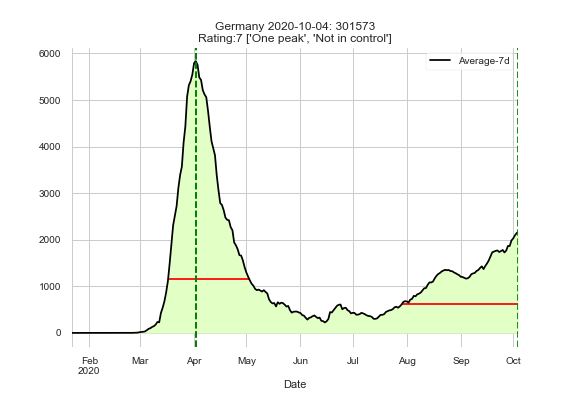 Germany 2020-10-04: 301573
Rating:7 ['One peak', 'Not in control']
Average-7d
6000
5000
4000
3000
2000
1000
0
Feb
2020
Mar
Apr
May
Jun
Jul
Aug
Sep
Oct
Date